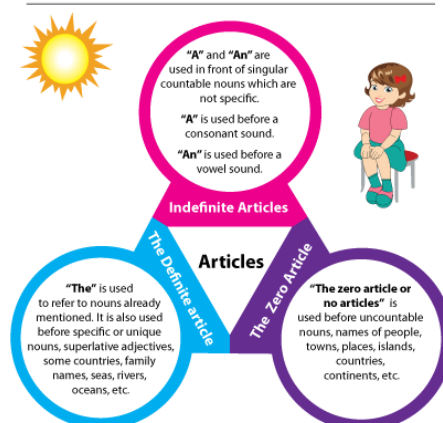 “A” and “An” are
used in front of singular
countable nouns which are
not specific.
“A” is used before a
consonant sound.
“An” is used before a
vowel sound.
Indefinite Articles
Articles
The Definite article
The Zero Article
“The” is used
to refer to nouns already
mentioned. It is also used
before specific or unique
nouns, superlative adjectives,
some countries, family
names, seas, rivers,
oceans, etc.
“The zero article or
no articles” is
used before uncountable
nouns, names of people,
towns, places, islands,
countries,
continents, etc.